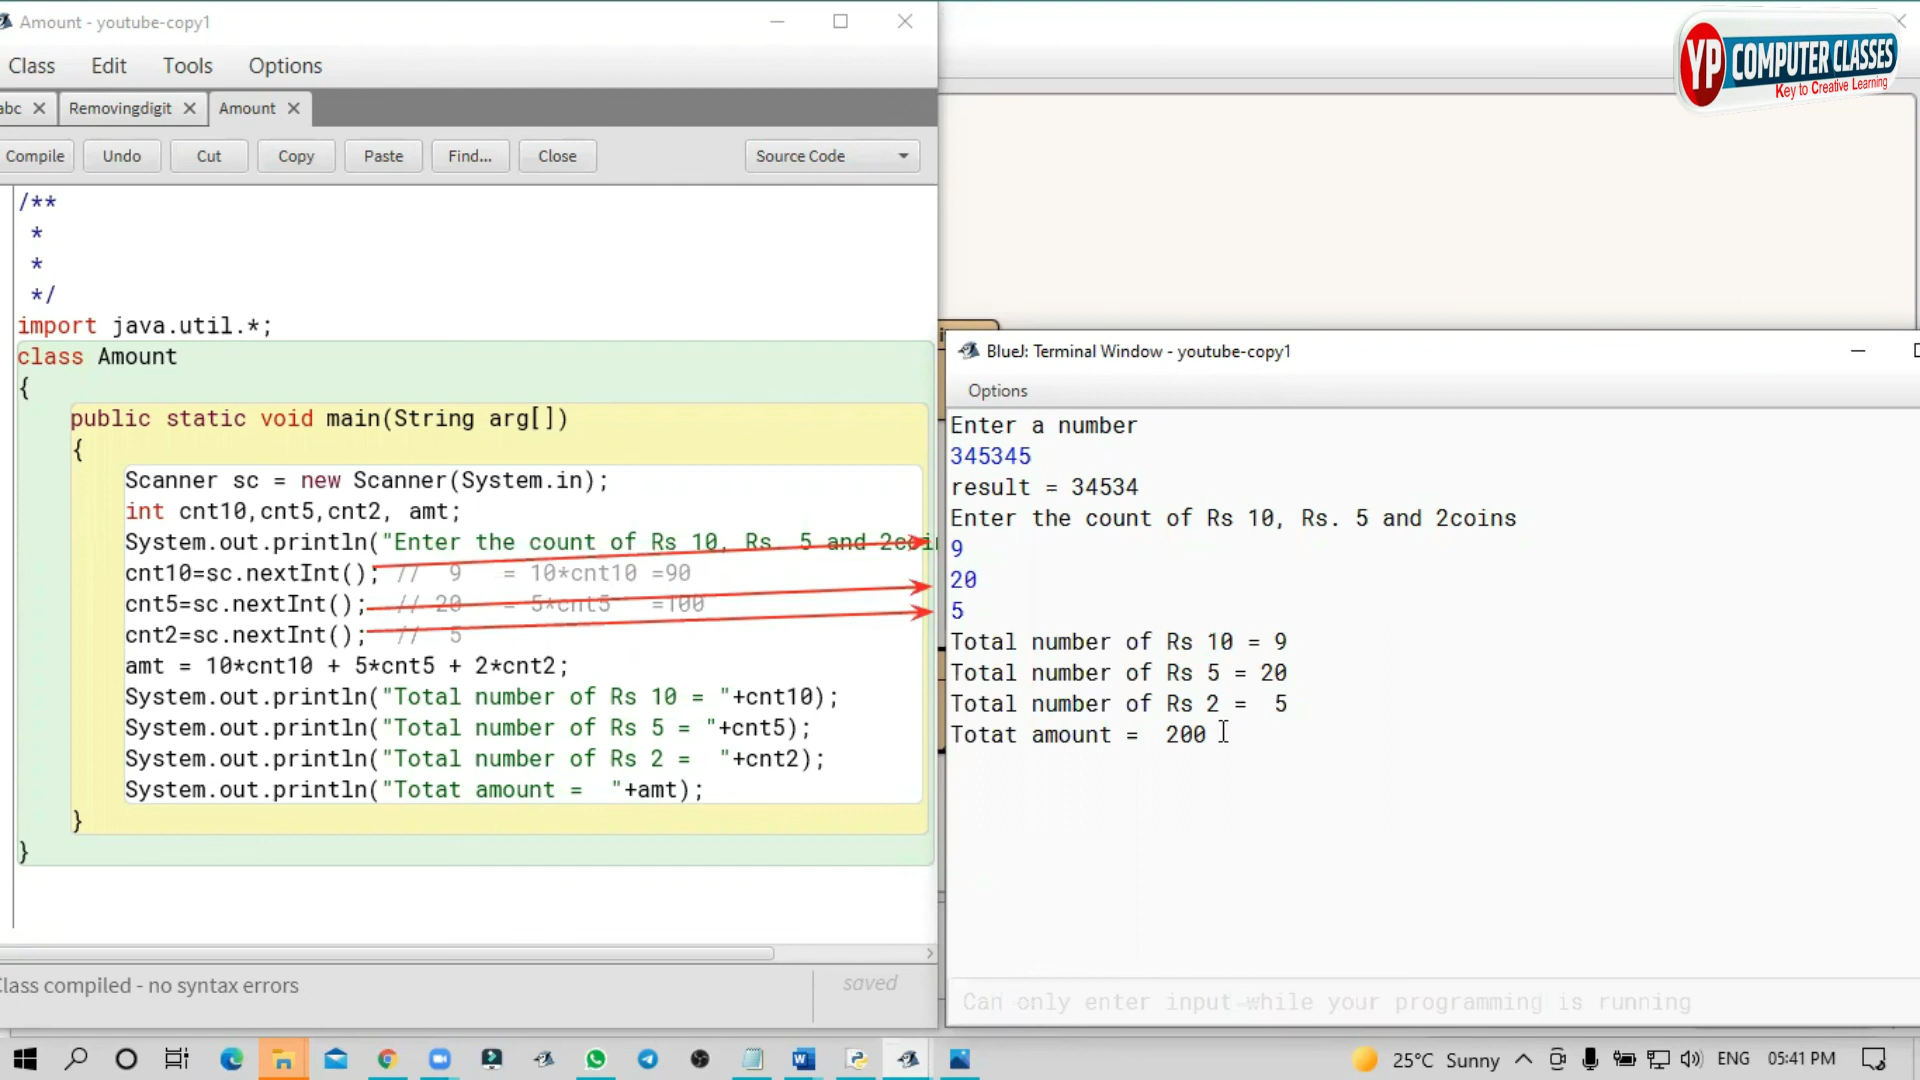 Amount - youtube-copy1
Class Edit Tools Options
abc Removingdigit Amount
Compile Undo Cut Copy Paste Find... Close Source Code
/**
*
*
*/
import java.util.*;
class Amount
{
public static void main(String arg[])
{
Scanner sc = new Scanner(System.in);
int cnt10,cnt5,cnt2, amt;
System.out.println("Enter the count of Rs 10, Rs. 5 and 2coi
cnt10=sc.nextInt(); // 9 = 10*cnt10 =90
cnt5=sc.nextInt(); // 20 = 5*cnt5 =100
cnt2=sc.nextInt(); // 5
amt = 10*cnt10 + 5*cnt5 + 2*cnt2;
System.out.println("Total number of Rs 10 = "+cnt10);
System.out.println("Total number of Rs 5 = "+cnt5);
System.out.println("Total number of Rs 2 =  "+cnt2);
System.out.println("Totat amount =  "+amt);
}
}
Class compiled - no syntax errors
saved
YP COMPUTER CLASSES
Key to Creative Learning
BlueJ: Terminal Window - youtube-copy1
Options
Enter a number
345345
result = 34534
Enter the count of Rs 10, Rs. 5 and 2coins
9
20
5
Total number of Rs 10 = 9
Total number of Rs 5 = 20
Total number of Rs 2 =  5
Totat amount =  200
Can only enter input while your programming is running
25°C Sunny ENG 05:41 PM